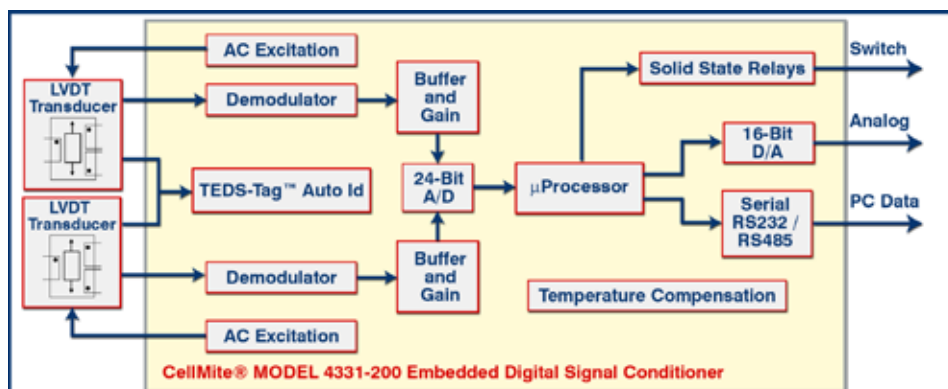 AC Excitation
Switch
Solid State Relays
LVDT
Transducer
Demodulator
Buffer
and
Gain
Analog
16-Bit
D/A
TEDS-Tag™ Auto Id
24-Bit
A/D
µProcessor
LVDT
Transducer
PC Data
Serial
RS232 /
RS485
Demodulator
Buffer
and
Gain
Temperature Compensation
AC Excitation
CellMite® MODEL 4331-200 Embedded Digital Signal Conditioner